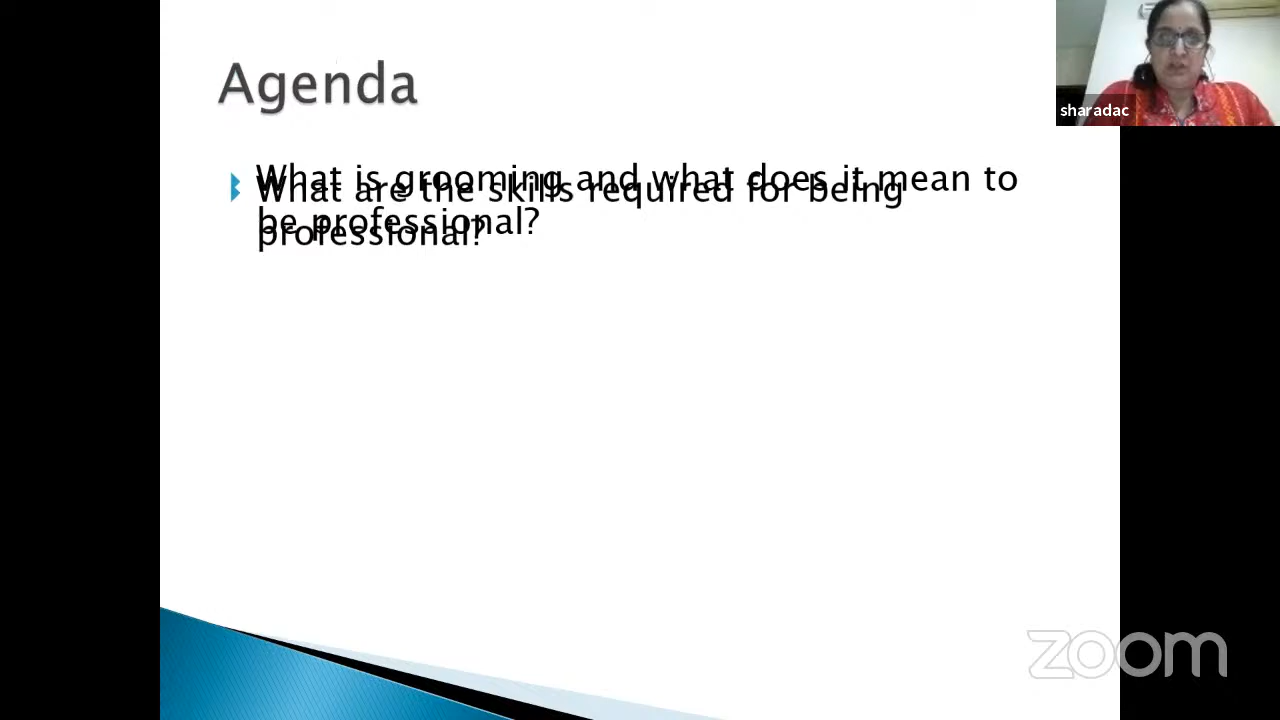 Agenda
sharadac
What is grooming and what does it mean to
be professional?
What are the skills required for being
professional?
zoom